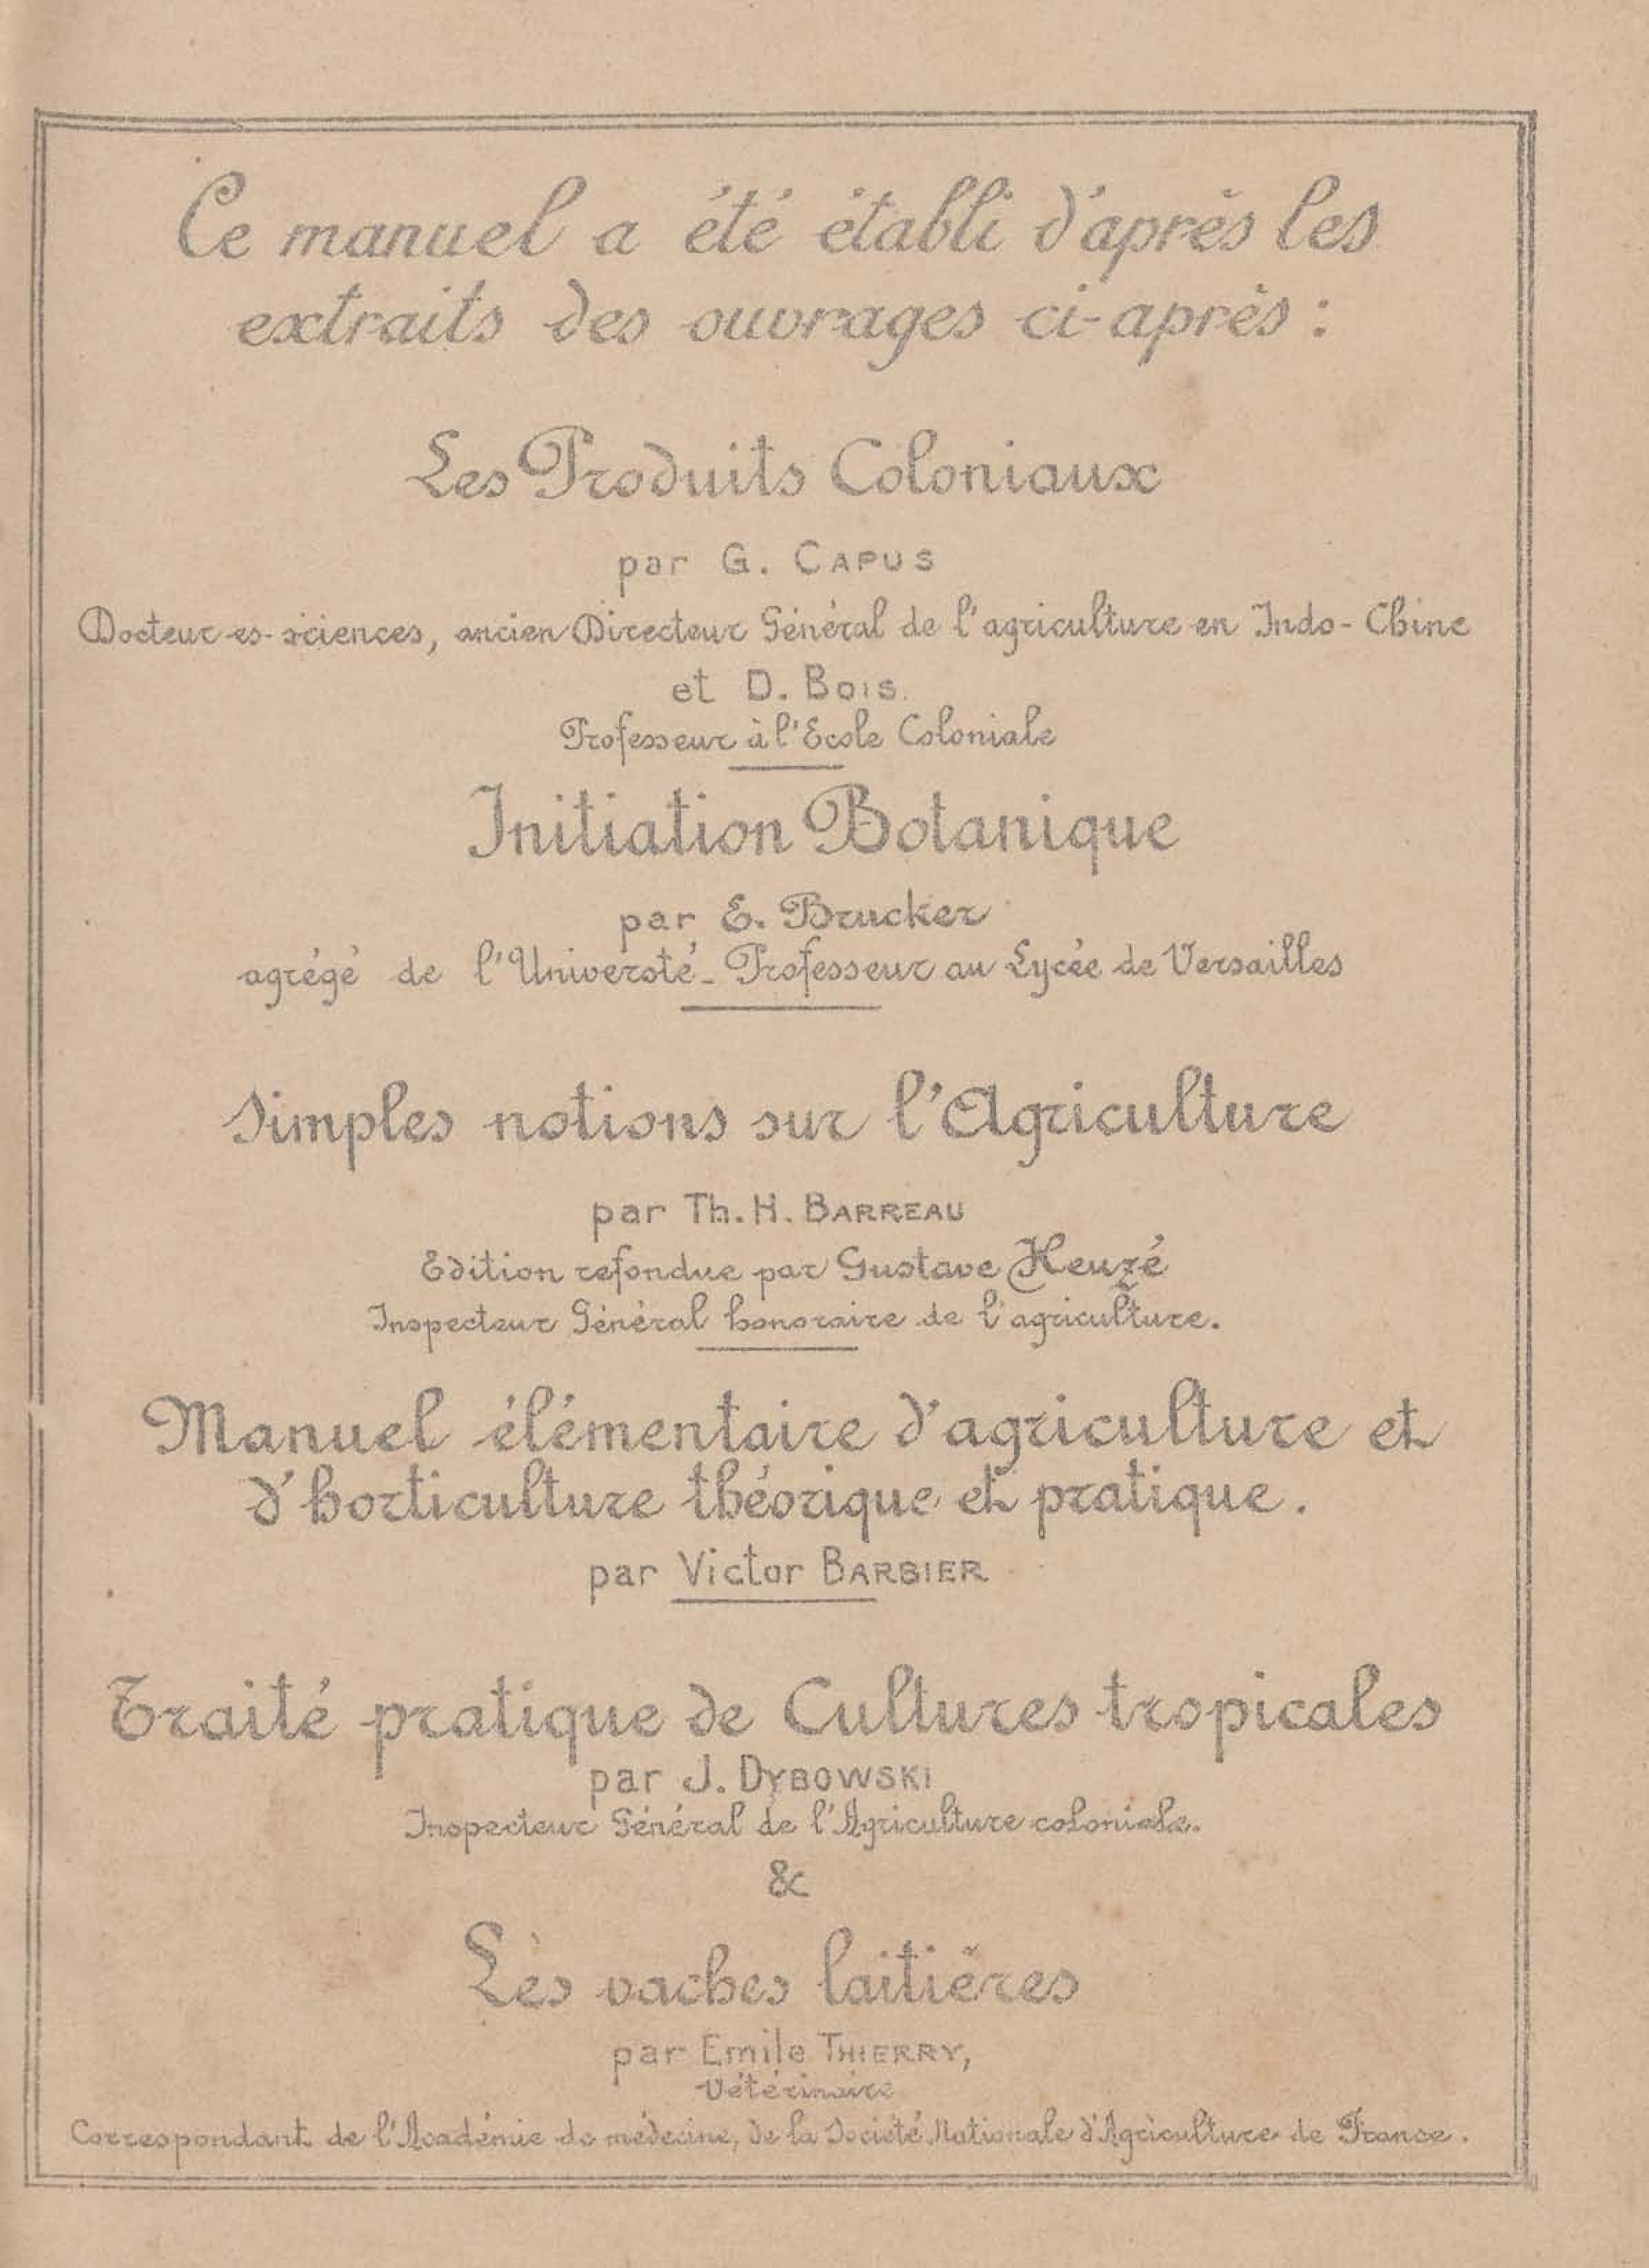 Ce manuel a été établi d'après les
extraits des ouvrages ci-après :
Les Produits Coloniaux
par G. CAPUS
Docteur-es-sciences, ancien Directeur Général de l'agriculture en Indo-Chine
et D. BOIS.
Professeur à l'Ecole Coloniale
Initiation Botanique
par E. Brucker
agrégé de l'Universté - Professeur au Lycée de Versailles
Simples notions sur l'Agriculture
par Th. H. BARREAU
Edition refondue par Gustave Heuzé
Inspecteur Général honoraire de l'agriculture.
Manuel élémentaire d'agriculture et
d'horticulture théorique et pratique.
par Victor BARBIER
Traité pratique de Cultures tropicales
par J. DYBOWSKI
Inspecteur Général de l'Agriculture coloniale.
&
Les vaches laitières
par Emile THIERRY,
Vétérinaire
Correspondant de l'Académie de médecine, de la Société Nationale d'Agriculture de France.